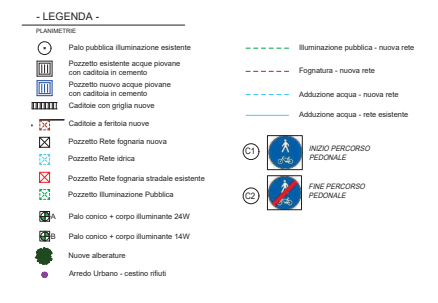 - LEGENDA -
PLANIMETRIE
Palo pubblica illuminazione esistente
Pozzetto esistente acque piovane
con caditoia in cemento
Pozzetto nuovo acque piovane
con caditoia in cemento
Caditoie con griglia nuove
Caditoie a feritoia nuove
Pozzetto Rete fognaria nuova
Pozzetto Rete idrica
Pozzetto Rete fognaria stradale esistente
Pozzetto Illuminazione Pubblica
A Palo conico + corpo illuminante 24W
B Palo conico + corpo illuminante 14W
Nuove alberature
Arredo Urbano - cestino rifiuti
Illuminazione pubblica - nuova rete
Fognatura - nuova rete
Adduzione acqua - nuova rete
Adduzione acqua - rete esistente
C1 INIZIO PERCORSO
PEDONALE
C2 FINE PERCORSO
PEDONALE